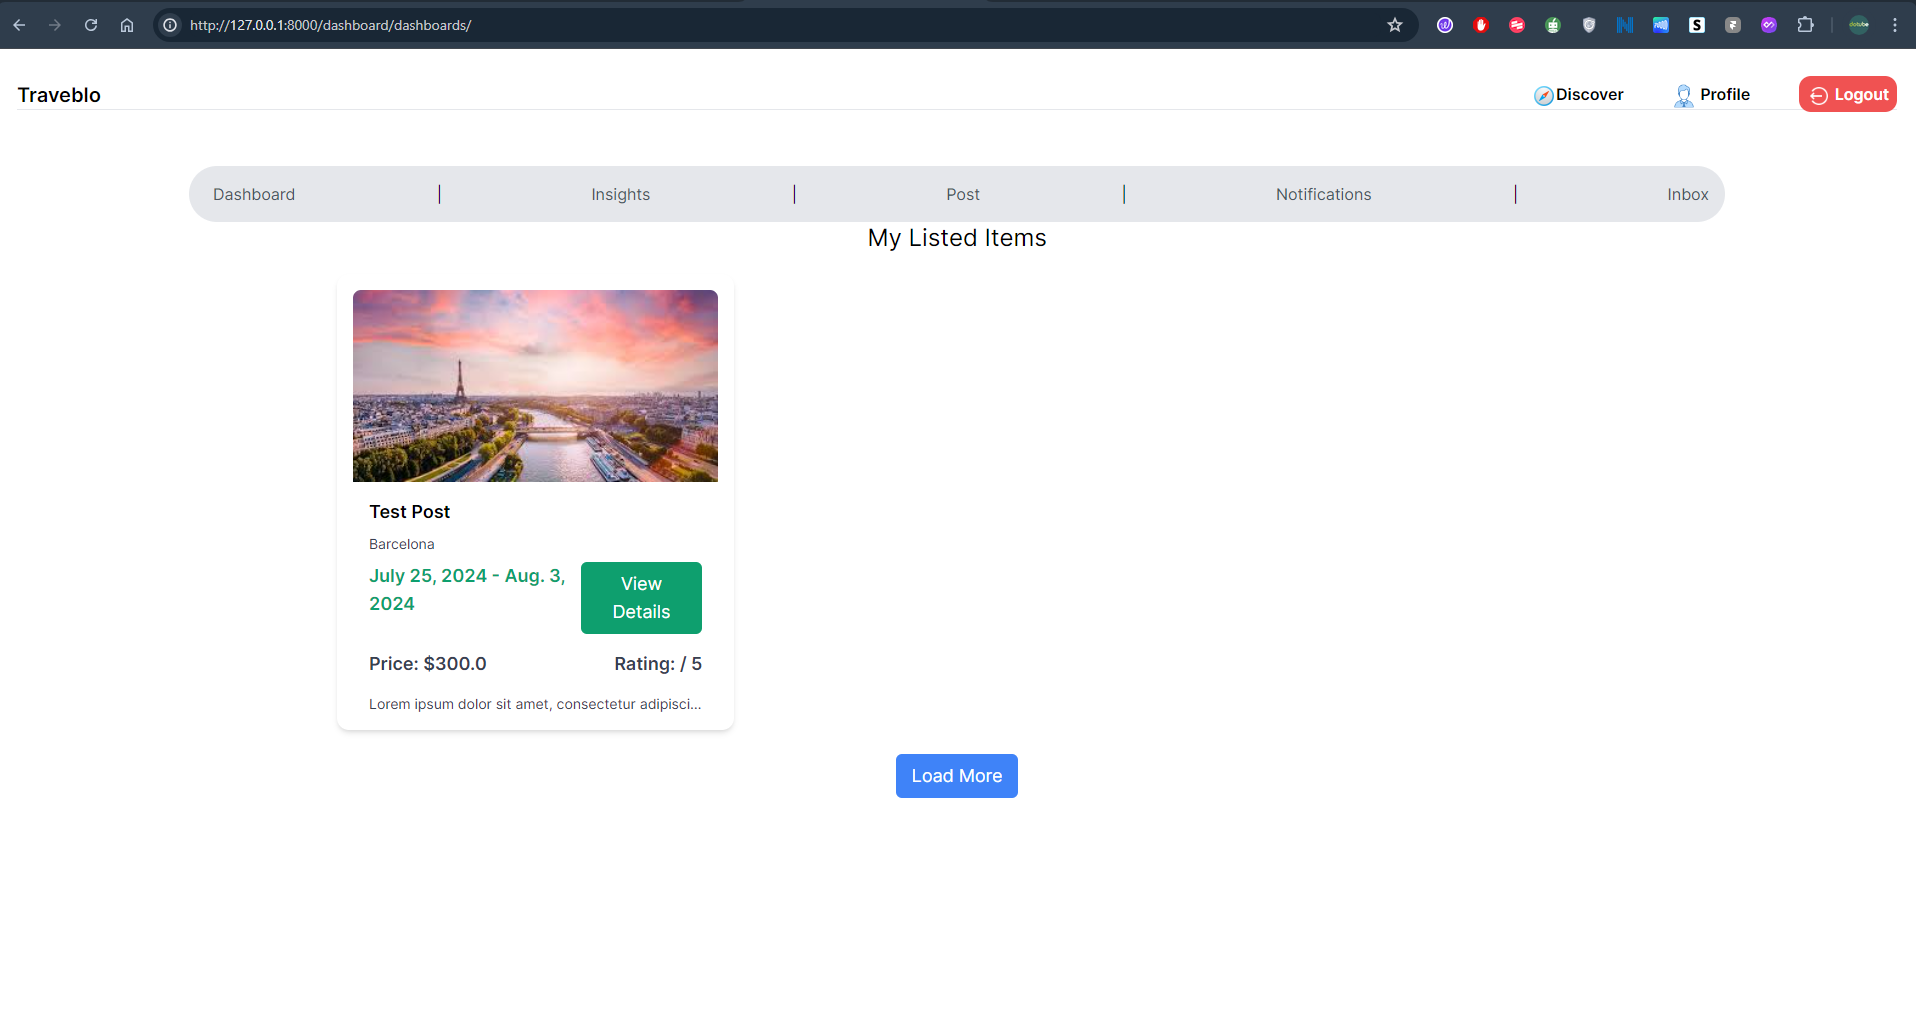 http://127.0.0.1:8000/dashboard/dashboards/
Traveblo
Discover
Profile
Logout
Dashboard | Insights | Post | Notifications | Inbox
My Listed Items
Test Post
Barcelona
July 25, 2024 - Aug. 3,
2024
View
Details
Price: $300.0
Rating: / 5
Lorem ipsum dolor sit amet, consectetur adipisci...
Load More